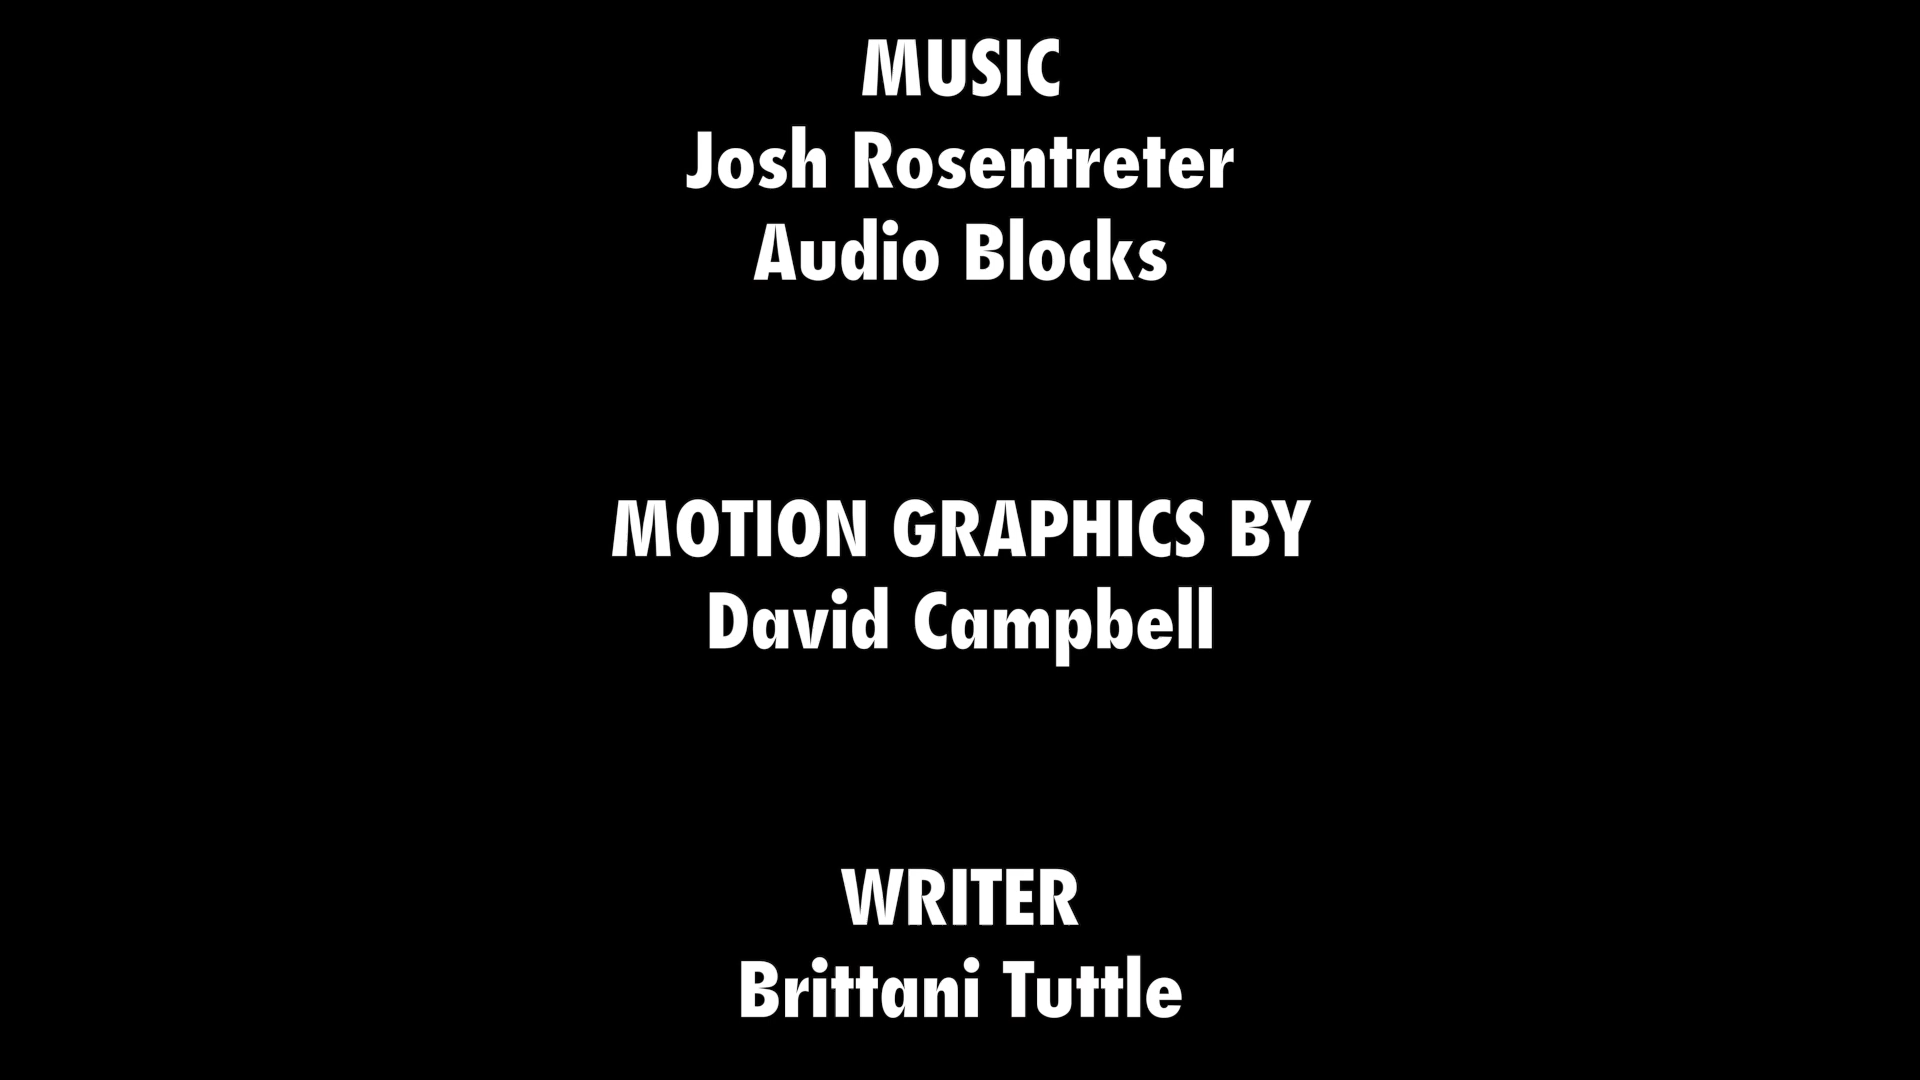 MUSIC
Josh Rosentreter
Audio Blocks
MOTION GRAPHICS BY
David Campbell
WRITER
Brittani Tuttle